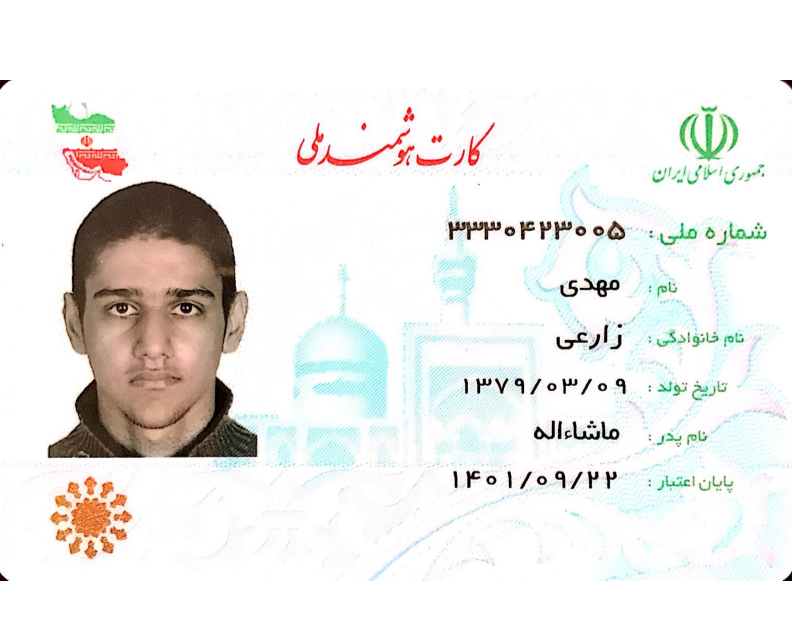 کارت هوشمند ملی
جمهوری اسلامی ایران
شماره ملی : ۳۳۳۰۴۲۳۰۰۵
نام : مهدی
نام خانوادگی : زارعی
تاریخ تولد : ۱۳۷۹/۰۳/۰۹
نام پدر : ماشاءاله
پایان اعتبار : ۱۴۰۱/۰۹/۲۲